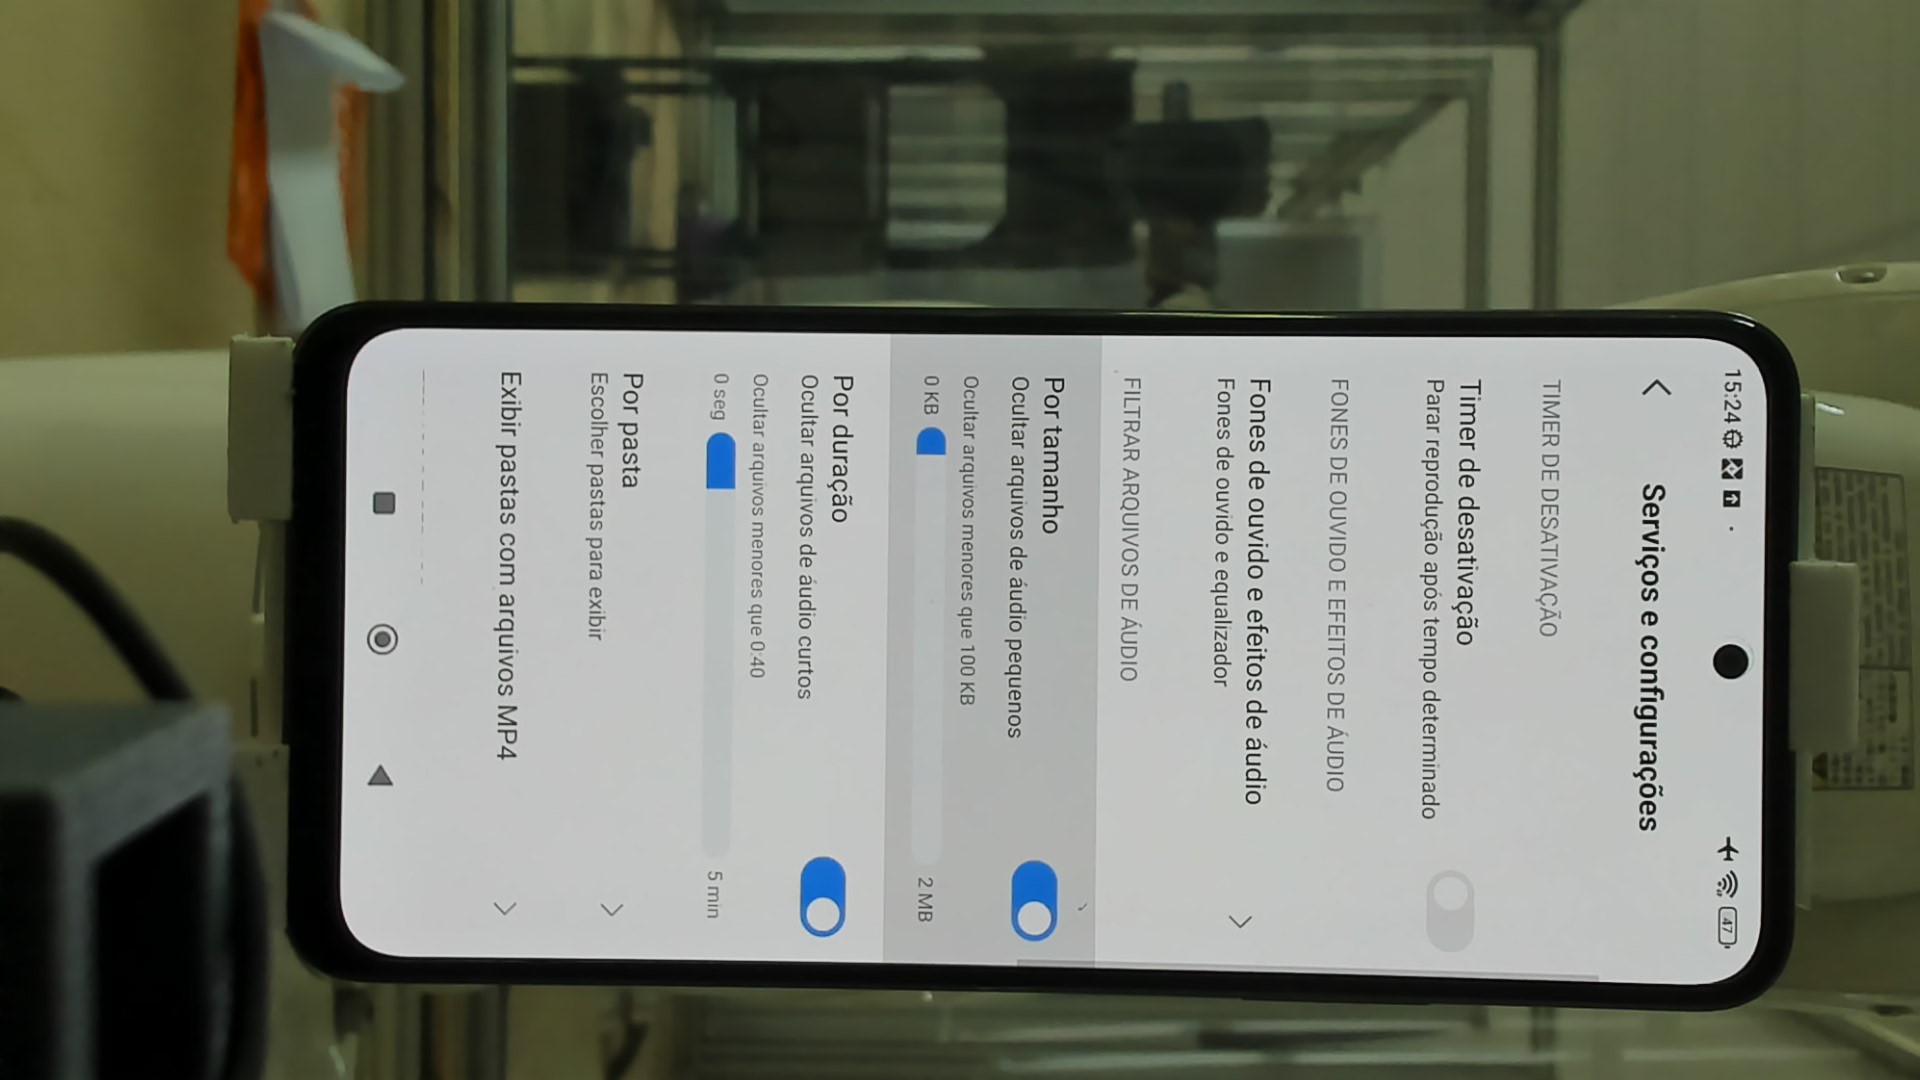 15:24
47
Serviços e configurações
TIMER DE DESATIVAÇÃO
Timer de desativação
Parar reprodução após tempo determinado
FONES DE OUVIDO E EFEITOS DE ÁUDIO
Fones de ouvido e efeitos de áudio
Fones de ouvido e equalizador
FILTRAR ARQUIVOS DE ÁUDIO
Por tamanho
Ocultar arquivos de áudio pequenos
Ocultar arquivos menores que 100 KB
0 KB 2 MB
Por duração
Ocultar arquivos de áudio curtos
Ocultar arquivos menores que 0:40
0 seg 5 min
Por pasta
Escolher pastas para exibir
Exibir pastas com arquivos MP4